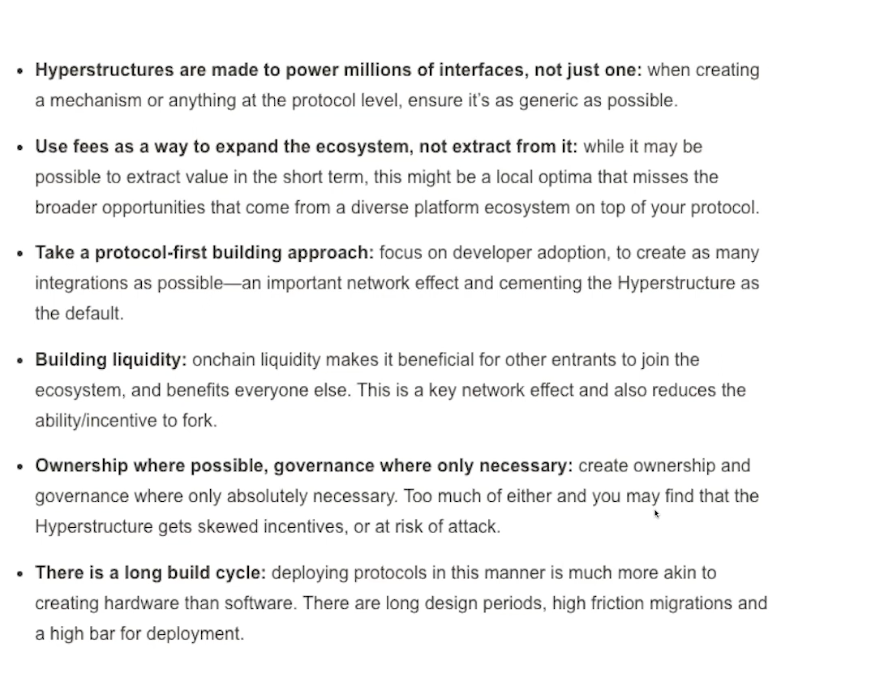 • Hyperstructures are made to power millions of interfaces, not just one: when creating
a mechanism or anything at the protocol level, ensure it’s as generic as possible.
• Use fees as a way to expand the ecosystem, not extract from it: while it may be
possible to extract value in the short term, this might be a local optima that misses the
broader opportunities that come from a diverse platform ecosystem on top of your protocol.
• Take a protocol-first building approach: focus on developer adoption, to create as many
integrations as possible—an important network effect and cementing the Hyperstructure as
the default.
• Building liquidity: onchain liquidity makes it beneficial for other entrants to join the
ecosystem, and benefits everyone else. This is a key network effect and also reduces the
ability/incentive to fork.
• Ownership where possible, governance where only necessary: create ownership and
governance where only absolutely necessary. Too much of either and you may find that the
Hyperstructure gets skewed incentives, or at risk of attack.
• There is a long build cycle: deploying protocols in this manner is much more akin to
creating hardware than software. There are long design periods, high friction migrations and
a high bar for deployment.